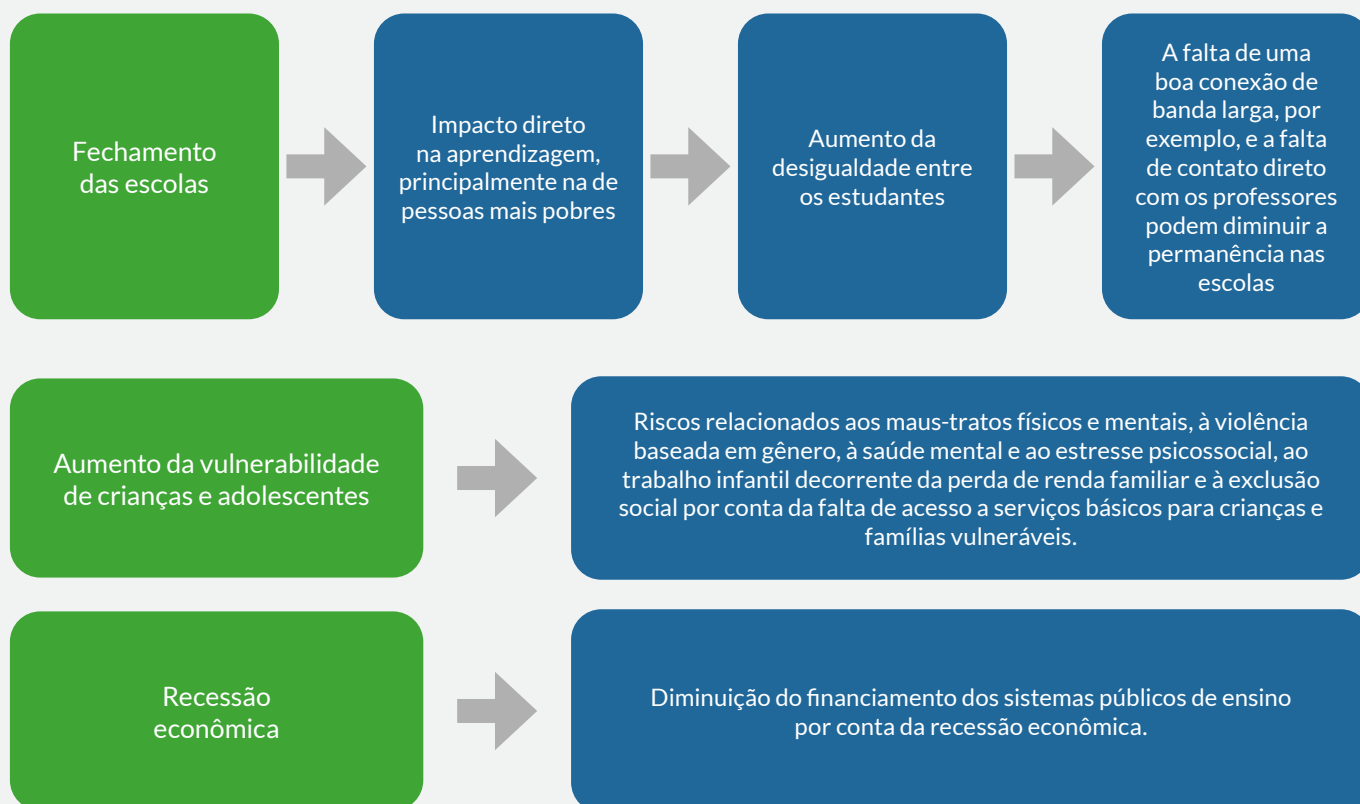 Fechamento
das escolas
Impacto direto
na aprendizagem,
principalmente na de
pessoas mais pobres
Aumento da
desigualdade entre
os estudantes
A falta de uma
boa conexão de
banda larga, por
exemplo, e a falta
de contato direto
com os professores
podem diminuir a
permanência nas
escolas
Aumento da vulnerabilidade
de crianças e adolescentes
Riscos relacionados aos maus-tratos físicos e mentais, à violência
baseada em gênero, à saúde mental e ao estresse psicossocial, ao
trabalho infantil decorrente da perda de renda familiar e à exclusão
social por conta da falta de acesso a serviços básicos para crianças e
famílias vulneráveis.
Recessão
econômica
Diminuição do financiamento dos sistemas públicos de ensino
por conta da recessão econômica.